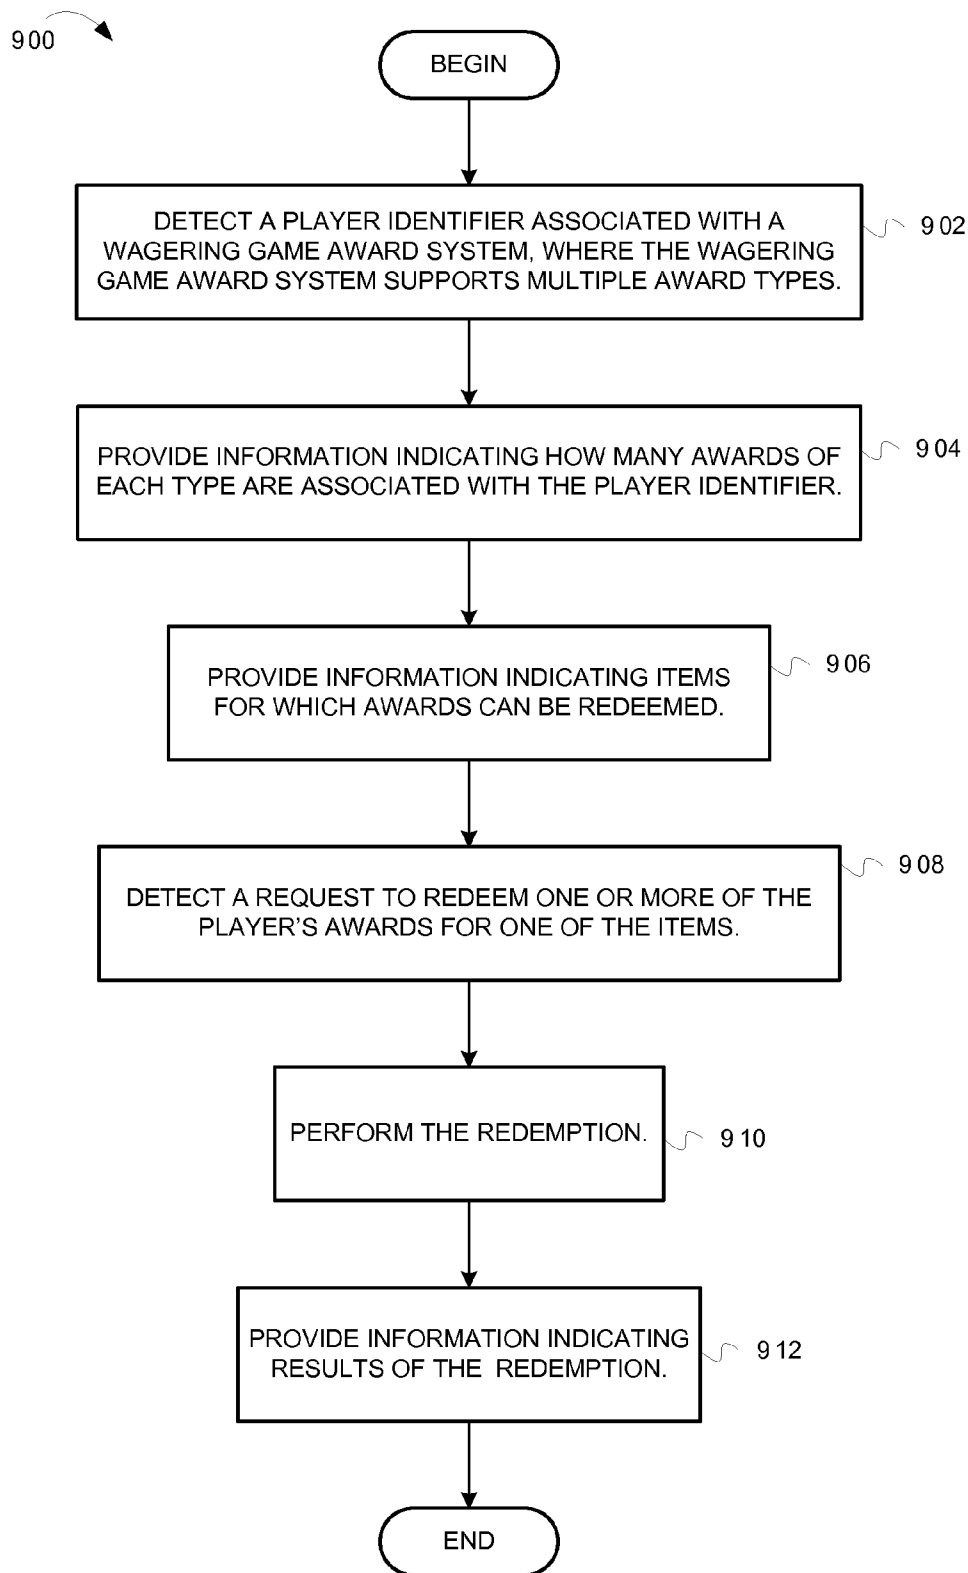 900
BEGIN
DETECT A PLAYER IDENTIFIER ASSOCIATED WITH A
WAGERING GAME AWARD SYSTEM, WHERE THE WAGERING
GAME AWARD SYSTEM SUPPORTS MULTIPLE AWARD TYPES.
902
PROVIDE INFORMATION INDICATING HOW MANY AWARDS OF
EACH TYPE ARE ASSOCIATED WITH THE PLAYER IDENTIFIER.
904
PROVIDE INFORMATION INDICATING ITEMS
FOR WHICH AWARDS CAN BE REDEEMED.
906
DETECT A REQUEST TO REDEEM ONE OR MORE OF THE
PLAYER'S AWARDS FOR ONE OF THE ITEMS.
908
PERFORM THE REDEMPTION.
910
PROVIDE INFORMATION INDICATING
RESULTS OF THE REDEMPTION.
912
END